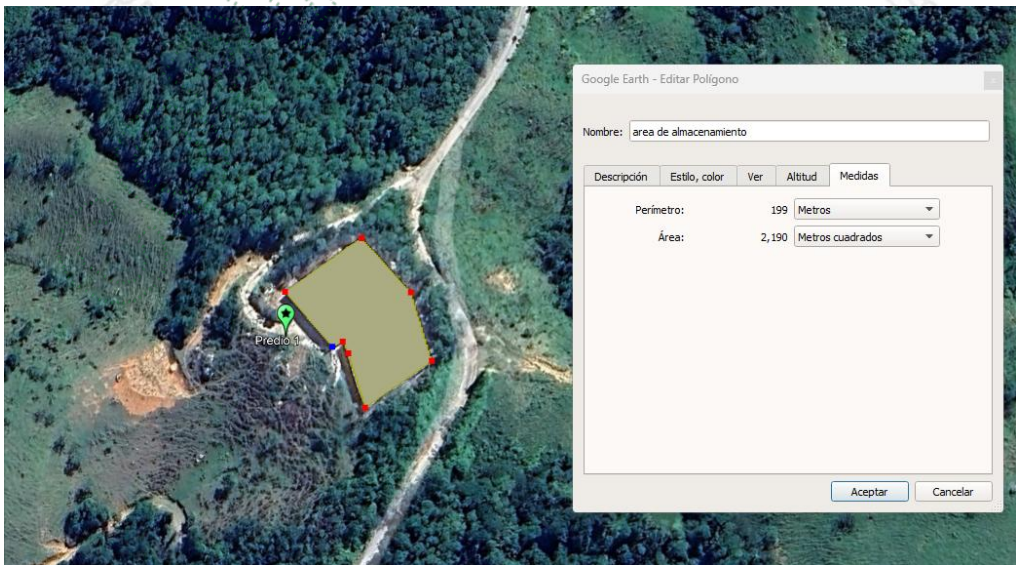 Google Earth - Editar Polígono
Nombre: area de almacenamiento
Descripción Estilo, color Ver Altitud Medidas
Perímetro: 199 Metros
Área: 2,190 Metros cuadrados
Predio 1
Aceptar Cancelar